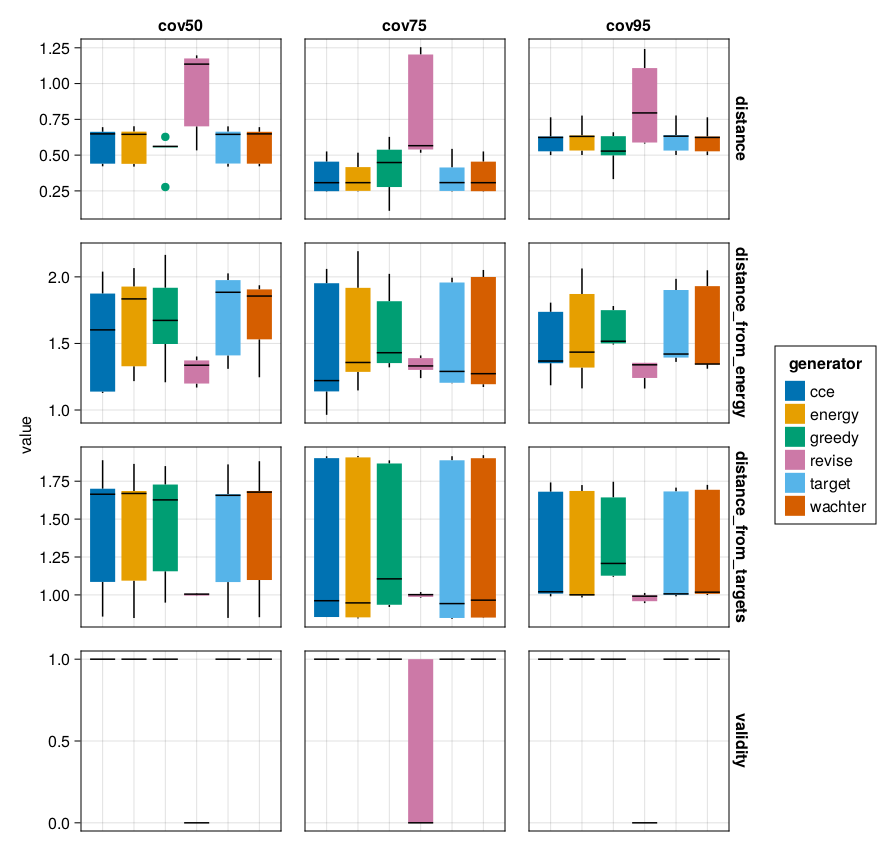 cov50 cov75 cov95
1.25
1.00
0.75
0.50
0.25
distance
2.0
1.5
1.0
distance_from_energy
value
1.75
1.50
1.25
1.00
distance_from_targets
1.0
0.5
0.0
validity
generator
cce
energy
greedy
revise
target
wachter